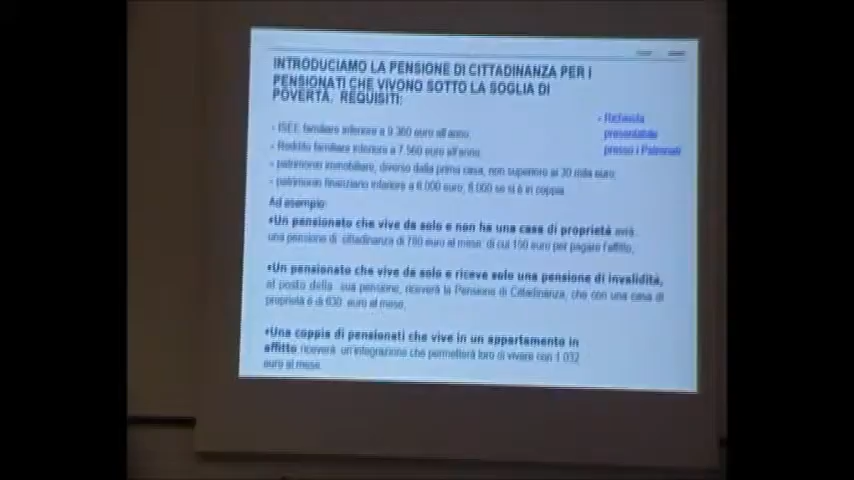 INTRODUCIAMO LA PENSIONE DI CITTADINANZA PER I
PENSIONATI CHE VIVONO SOTTO LA SOGLIA DI
POVERTÀ. REQUISITI:
- Richiesta
presentabile
presso i Patronati
- ISEE familiare inferiore a 9 360 euro all'anno;
- Reddito familiare inferiore a 7 560 euro all'anno
- patrimonio immobiliare, diverso dalla prima casa, non superiore ai 30 mila euro;
- patrimonio finanziario inferiore a 6 000 euro, 8 000 se si è in coppia
Ad esempio:
•Un pensionato che vive da solo e non ha una casa di proprietà avrà
una pensione di cittadinanza di 780 euro al mese: di cui 150 euro per pagare l'affitto;
•Un pensionato che vive da solo e riceve solo una pensione di invalidità,
al posto della sua pensione, riceverà la Pensione di Cittadinanza, che con una casa di
proprietà è di 630 euro al mese;
•Una coppia di pensionati che vive in un appartamento in
affitto riceverà un'integrazione che permetterà loro di vivere con 1 032
euro al mese.